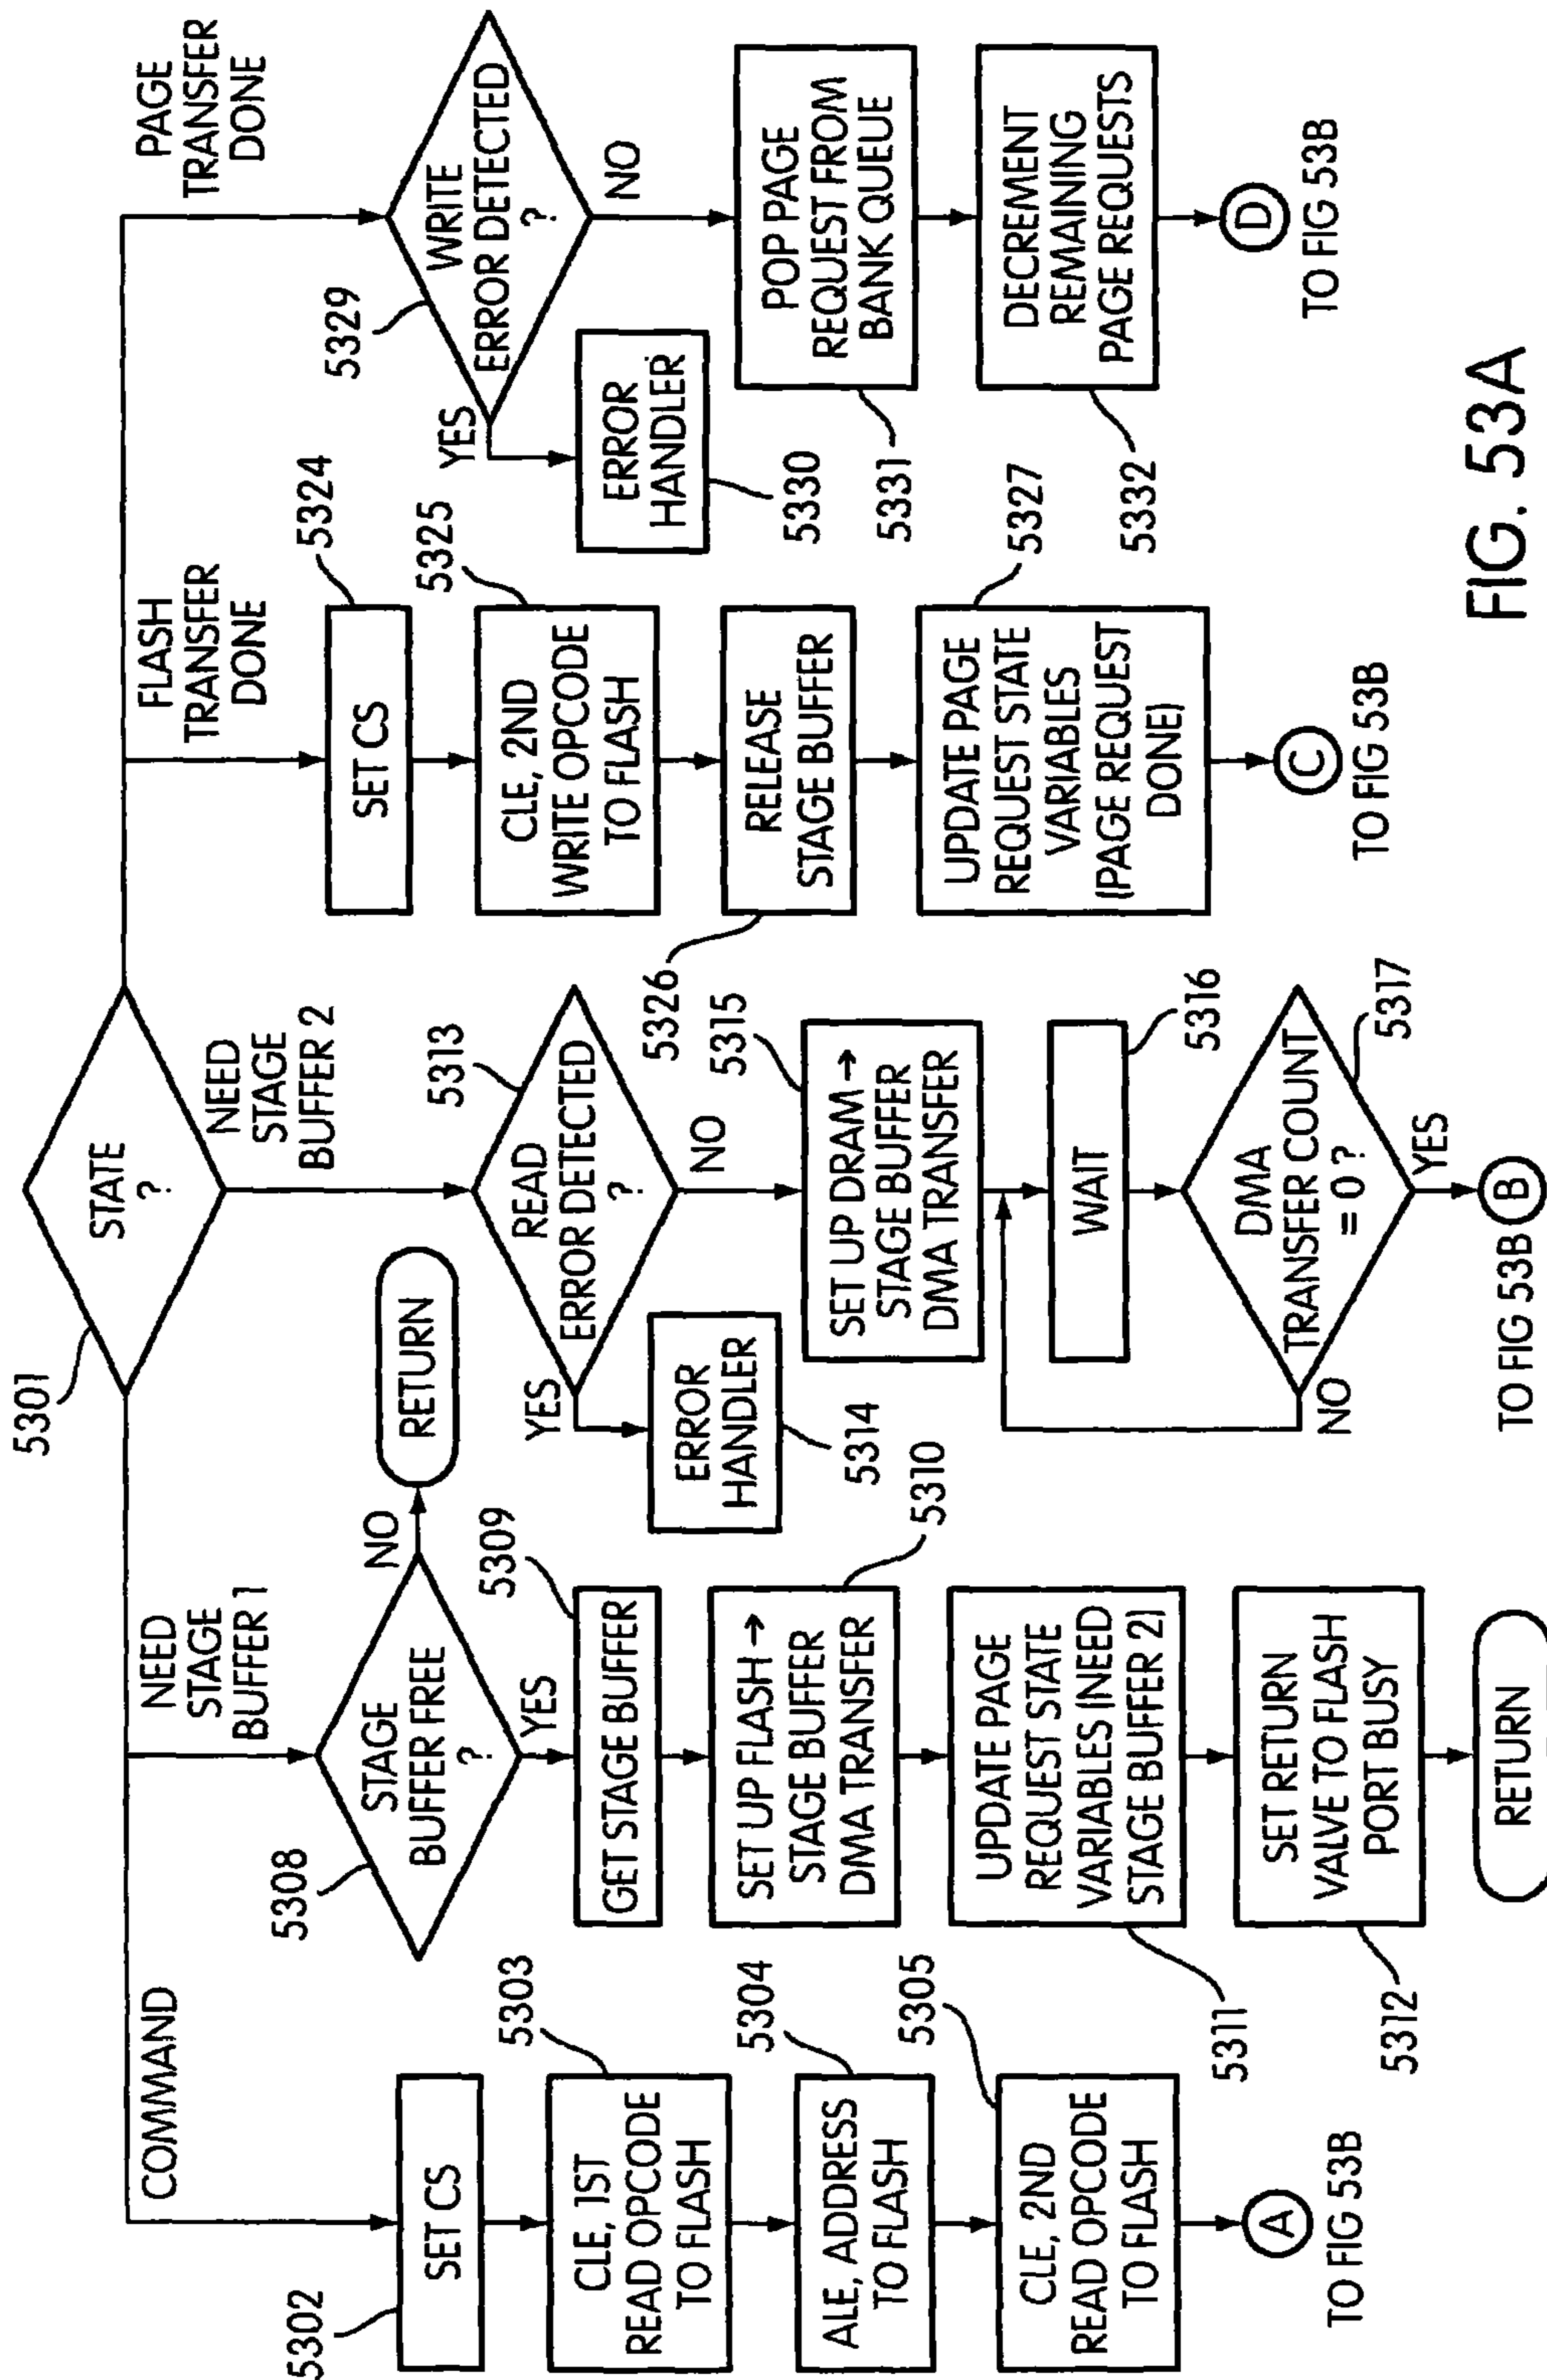 5301
STATE
?
COMMAND
5302
SET CS
5303
CLE, 1ST
READ OPCODE
TO FLASH
5304
ALE, ADDRESS
TO FLASH
5305
CLE, 2ND
READ OPCODE
TO FLASH
A
TO FIG 53B
NEED
STAGE
BUFFER 1
5308
STAGE
BUFFER FREE
?
NO
RETURN
YES
5309
GET STAGE BUFFER
5310
SET UP FLASH →
STAGE BUFFER
DMA TRANSFER
5311
UPDATE PAGE
REQUEST STATE
VARIABLES (NEED
STAGE BUFFER 2)
5312
SET RETURN
VALVE TO FLASH
PORT BUSY
RETURN
NEED
STAGE
BUFFER 2
5313
READ
ERROR DETECTED
?
YES
ERROR
HANDLER
5314
NO
5315
SET UP DRAM →
STAGE BUFFER
DMA TRANSFER
5316
WAIT
5317
DMA
TRANSFER COUNT
= 0 ?
NO
YES
TO FIG 53B
B
FLASH
TRANSFER
DONE
5324
SET CS
5325
CLE, 2ND
WRITE OPCODE
TO FLASH
5326
RELEASE
STAGE BUFFER
5327
UPDATE PAGE
REQUEST STATE
VARIABLES
(PAGE REQUEST
DONE)
C
TO FIG 53B
PAGE
TRANSFER
DONE
5329
WRITE
ERROR DETECTED
?
YES
ERROR
HANDLER
5330
NO
5331
POP PAGE
REQUEST FROM
BANK QUEUE
5332
DECREMENT
REMAINING
PAGE REQUESTS
D
TO FIG 53B
FIG. 53A